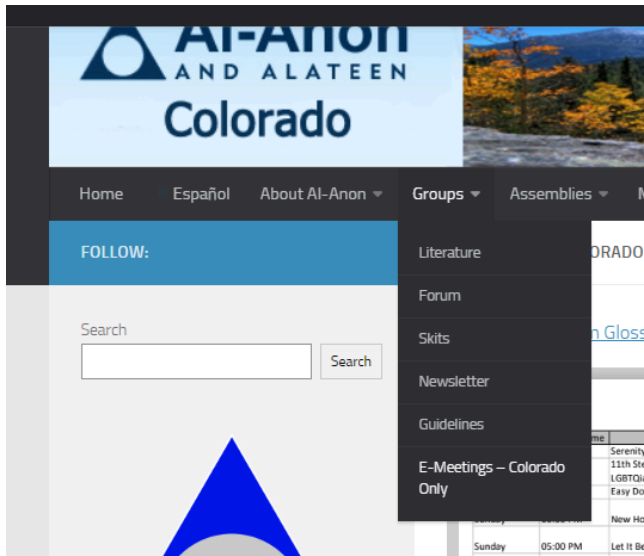 Al-Anon
AND ALATEEN
Colorado
Home Español About Al-Anon Groups Assemblies
FOLLOW:
Literature
Forum
Skits
Newsletter
Guidelines
E-Meetings – Colorado
Only
Search
Search
Sunday 05:00 PM Let It Be